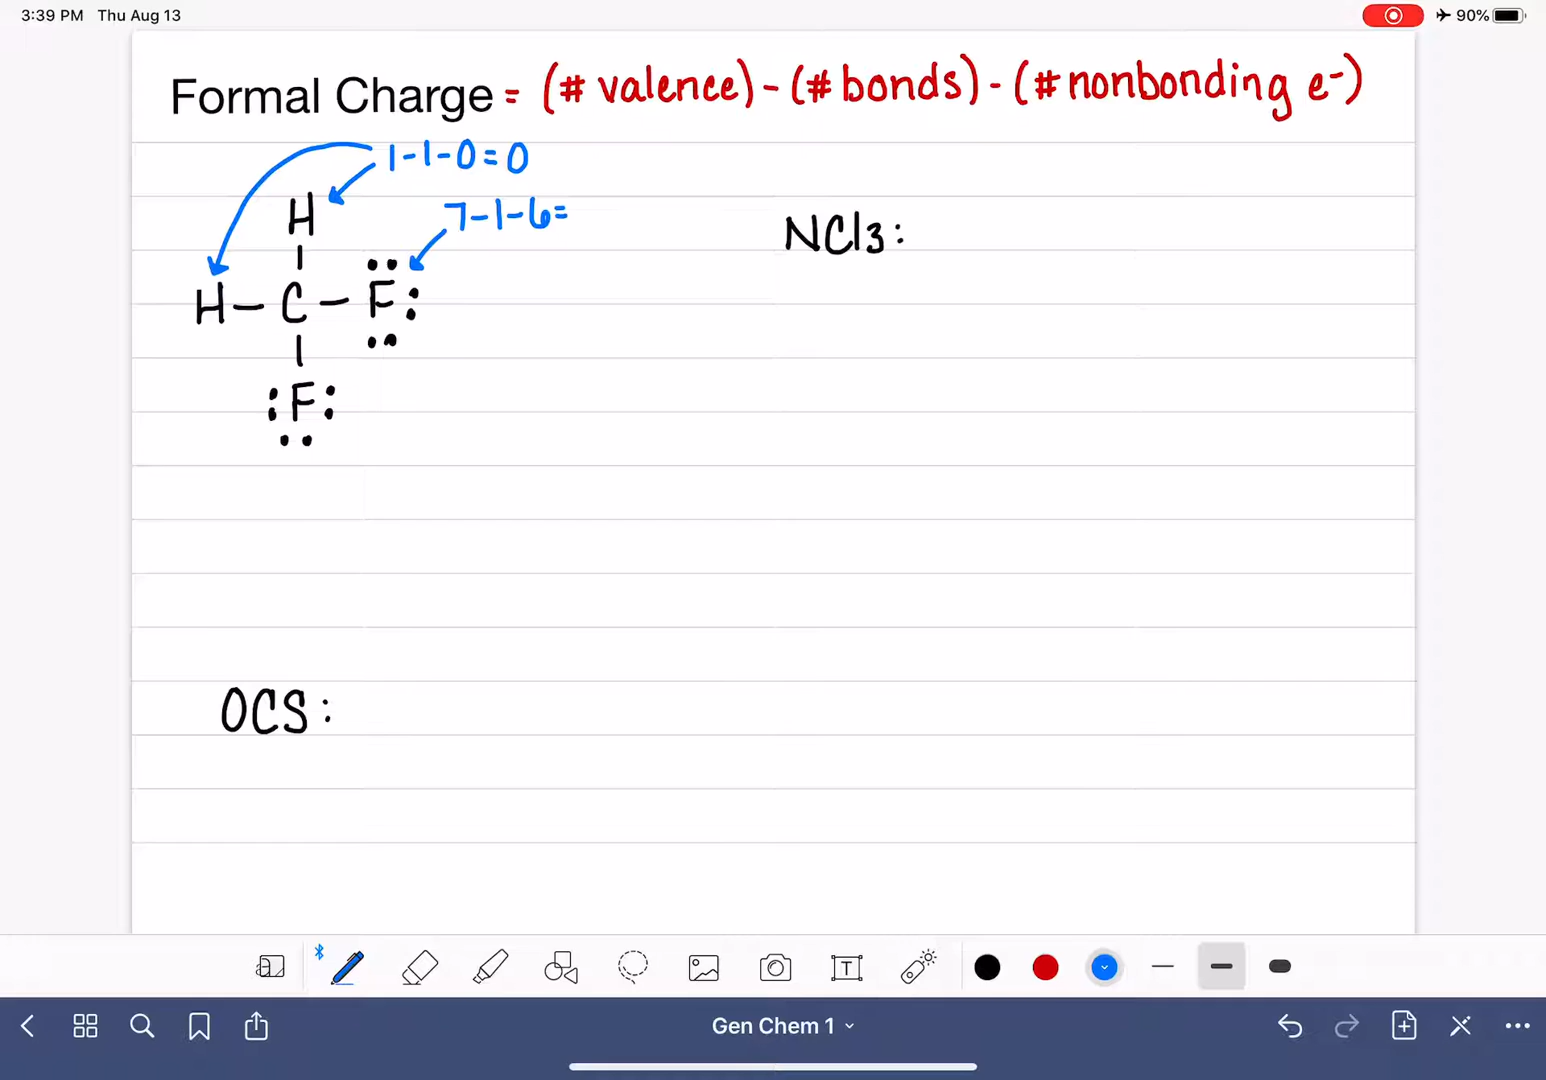 3:39 PM Thu Aug 13
90%
Formal Charge = (# valence) - (# bonds) - (# nonbonding e⁻)
1-1-0=0
H
7-1-6=
NCl3:
H-C-F:
:F:
OCS:
T
Gen Chem 1